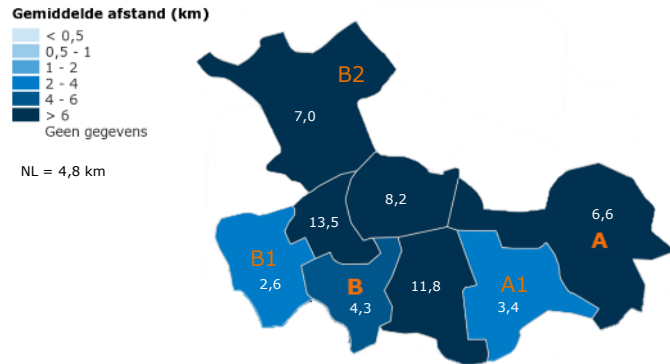 Gemiddelde afstand (km)
< 0,5
0,5 - 1
1 - 2
2 - 4
4 - 6
> 6
Geen gegevens
NL = 4,8 km
B2
7,0
8,2
13,5
6,6
A
B1
2,6
B
4,3
11,8
A1
3,4